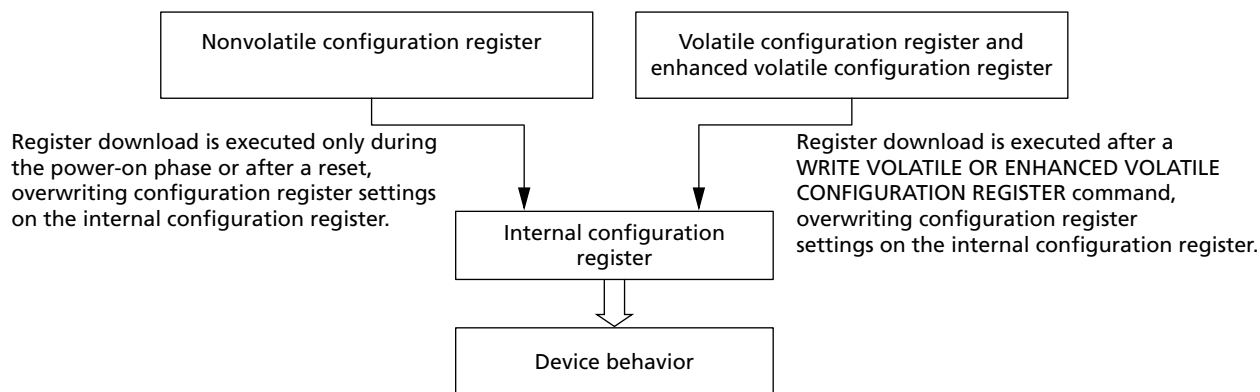 Nonvolatile configuration register
Volatile configuration register and
enhanced volatile configuration register
Register download is executed only during
the power-on phase or after a reset,
overwriting configuration register settings
on the internal configuration register.
Register download is executed after a
WRITE VOLATILE OR ENHANCED VOLATILE
CONFIGURATION REGISTER command,
overwriting configuration register
settings on the internal configuration register.
Internal configuration
register
Device behavior